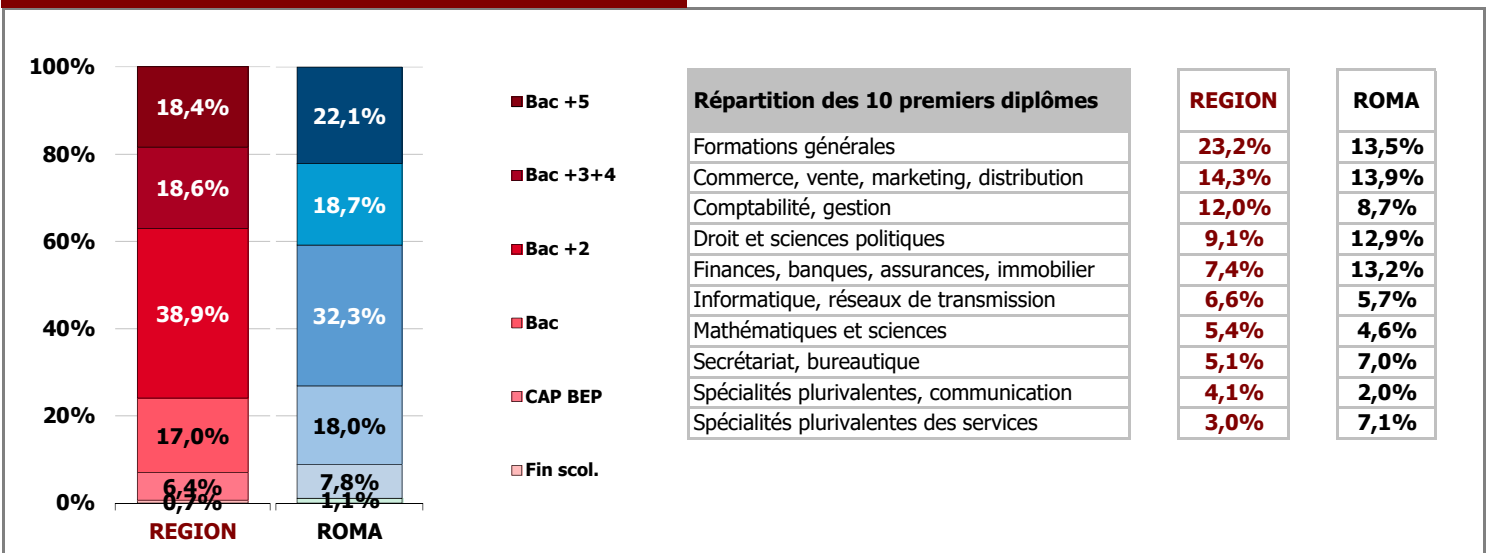 100%
80%
60%
40%
20%
0%
18,4%
18,6%
38,9%
17,0%
6,4%
0,7%
REGION
22,1%
18,7%
32,3%
18,0%
7,8%
1,1%
ROMA
Bac +5
Bac +3+4
Bac +2
Bac
CAP BEP
Fin scol.
Répartition des 10 premiers diplômes REGION ROMA
Formations générales 23,2% 13,5%
Commerce, vente, marketing, distribution 14,3% 13,9%
Comptabilité, gestion 12,0% 8,7%
Droit et sciences politiques 9,1% 12,9%
Finances, banques, assurances, immobilier 7,4% 13,2%
Informatique, réseaux de transmission 6,6% 5,7%
Mathématiques et sciences 5,4% 4,6%
Secrétariat, bureautique 5,1% 7,0%
Spécialités plurivalentes, communication 4,1% 2,0%
Spécialités plurivalentes des services 3,0% 7,1%